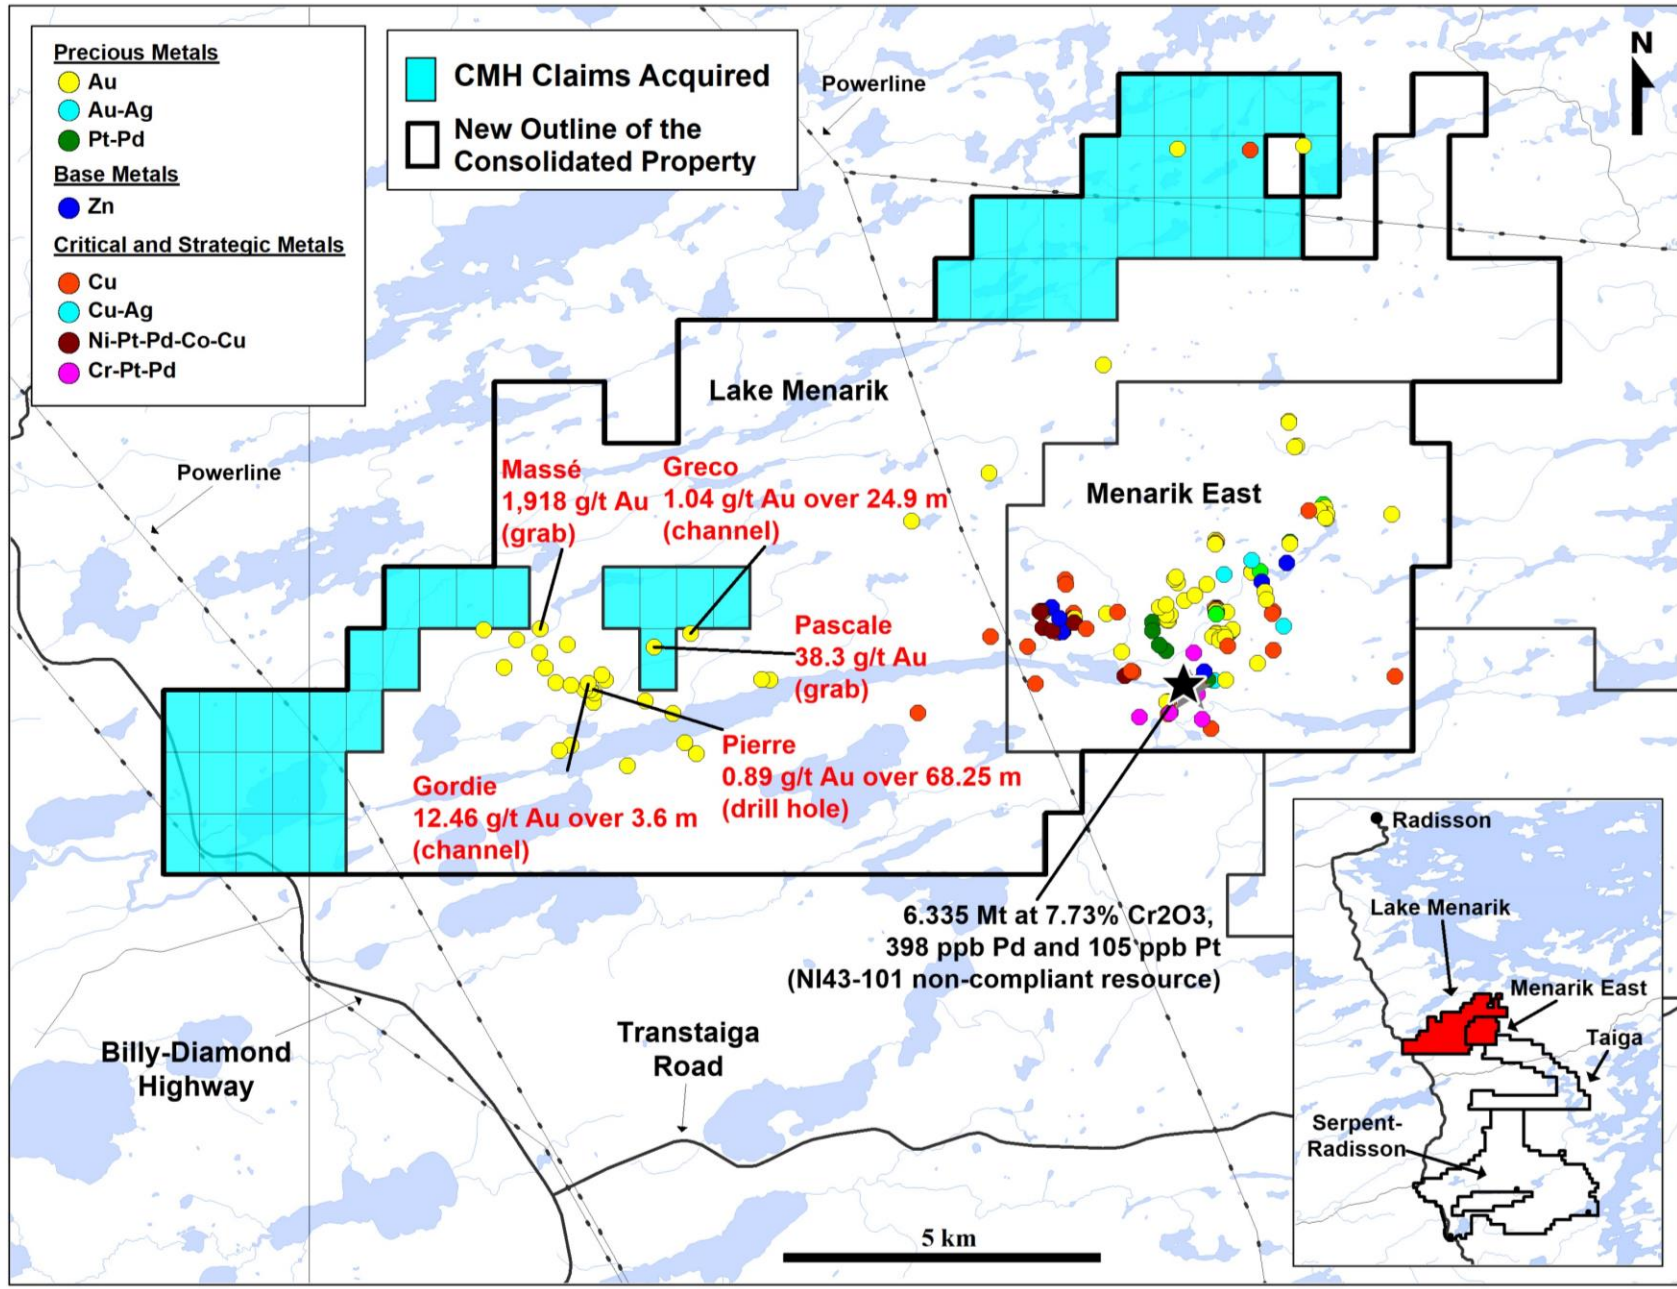 Precious Metals
Au
Au-Ag
Pt-Pd
Base Metals
Zn
Critical and Strategic Metals
Cu
Cu-Ag
Ni-Pt-Pd-Co-Cu
Cr-Pt-Pd
CMH Claims Acquired
New Outline of the
Consolidated Property
Powerline
N
Lake Menarik
Powerline
Massé
1,918 g/t Au
(grab)
Greco
1.04 g/t Au over 24.9 m
(channel)
Menarik East
Pascale
38.3 g/t Au
(grab)
Pierre
0.89 g/t Au over 68.25 m
(drill hole)
Gordie
12.46 g/t Au over 3.6 m
(channel)
6.335 Mt at 7.73% Cr2O3,
398 ppb Pd and 105 ppb Pt
(NI43-101 non-compliant resource)
Billy-Diamond
Highway
Transtaiga
Road
5 km
Radisson
Lake Menarik
Menarik East
Taiga
Serpent-
Radisson